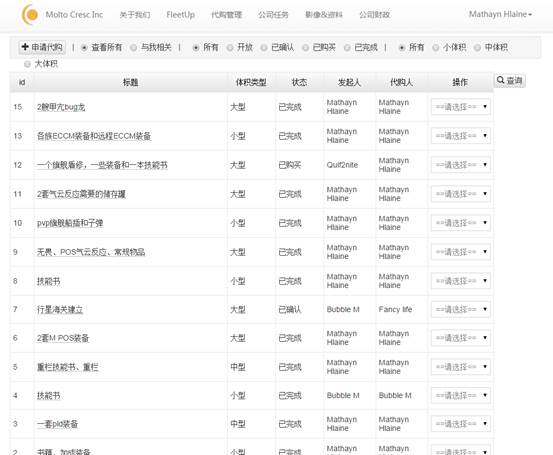 Molto Cresc Inc 关于我们 FleetUp 代购管理 公司任务 影像&资料 公司财政 Mathayn Hlaine
申请代购 | 查看所有 与我相关 | 所有 开放 已确认 已购买 已完成 | 所有 小体积 中体积
大体积
id 标题 体积类型 状态 发起人 代购人 操作 查询
15 2艘甲亢bug龙 大型 已完成 Mathayn Hlaine Mathayn Hlaine ==请选择==
13 各族ECCM装备和远程ECCM装备 小型 已完成 Mathayn Hlaine Mathayn Hlaine ==请选择==
12 一个旗舰盾修，一些装备和一本技能书 大型 已购买 Quif2nite Mathayn Hlaine ==请选择==
11 2套气云反应需要的储存罐 大型 已完成 Mathayn Hlaine Mathayn Hlaine ==请选择==
10 pvp旗舰船插和子弹 小型 已完成 Mathayn Hlaine Mathayn Hlaine ==请选择==
9 无畏、POS气云反应、常规物品 大型 已完成 Mathayn Hlaine Mathayn Hlaine ==请选择==
8 技能书 小型 已完成 Mathayn Hlaine Mathayn Hlaine ==请选择==
7 行星海关建立 大型 已确认 Bubble M Fancy life ==请选择==
6 2套M POS装备 大型 已完成 Mathayn Hlaine Mathayn Hlaine ==请选择==
5 重栏技能书、重栏 中型 已完成 Mathayn Hlaine Mathayn Hlaine ==请选择==
4 技能书 小型 已完成 Bubble M Bubble M ==请选择==
3 一套pld装备 中型 已完成 Mathayn Hlaine Mathayn Hlaine ==请选择==
2 书籍，加成装备 小型 已完成 Mathayn Mathayn ==请选择==